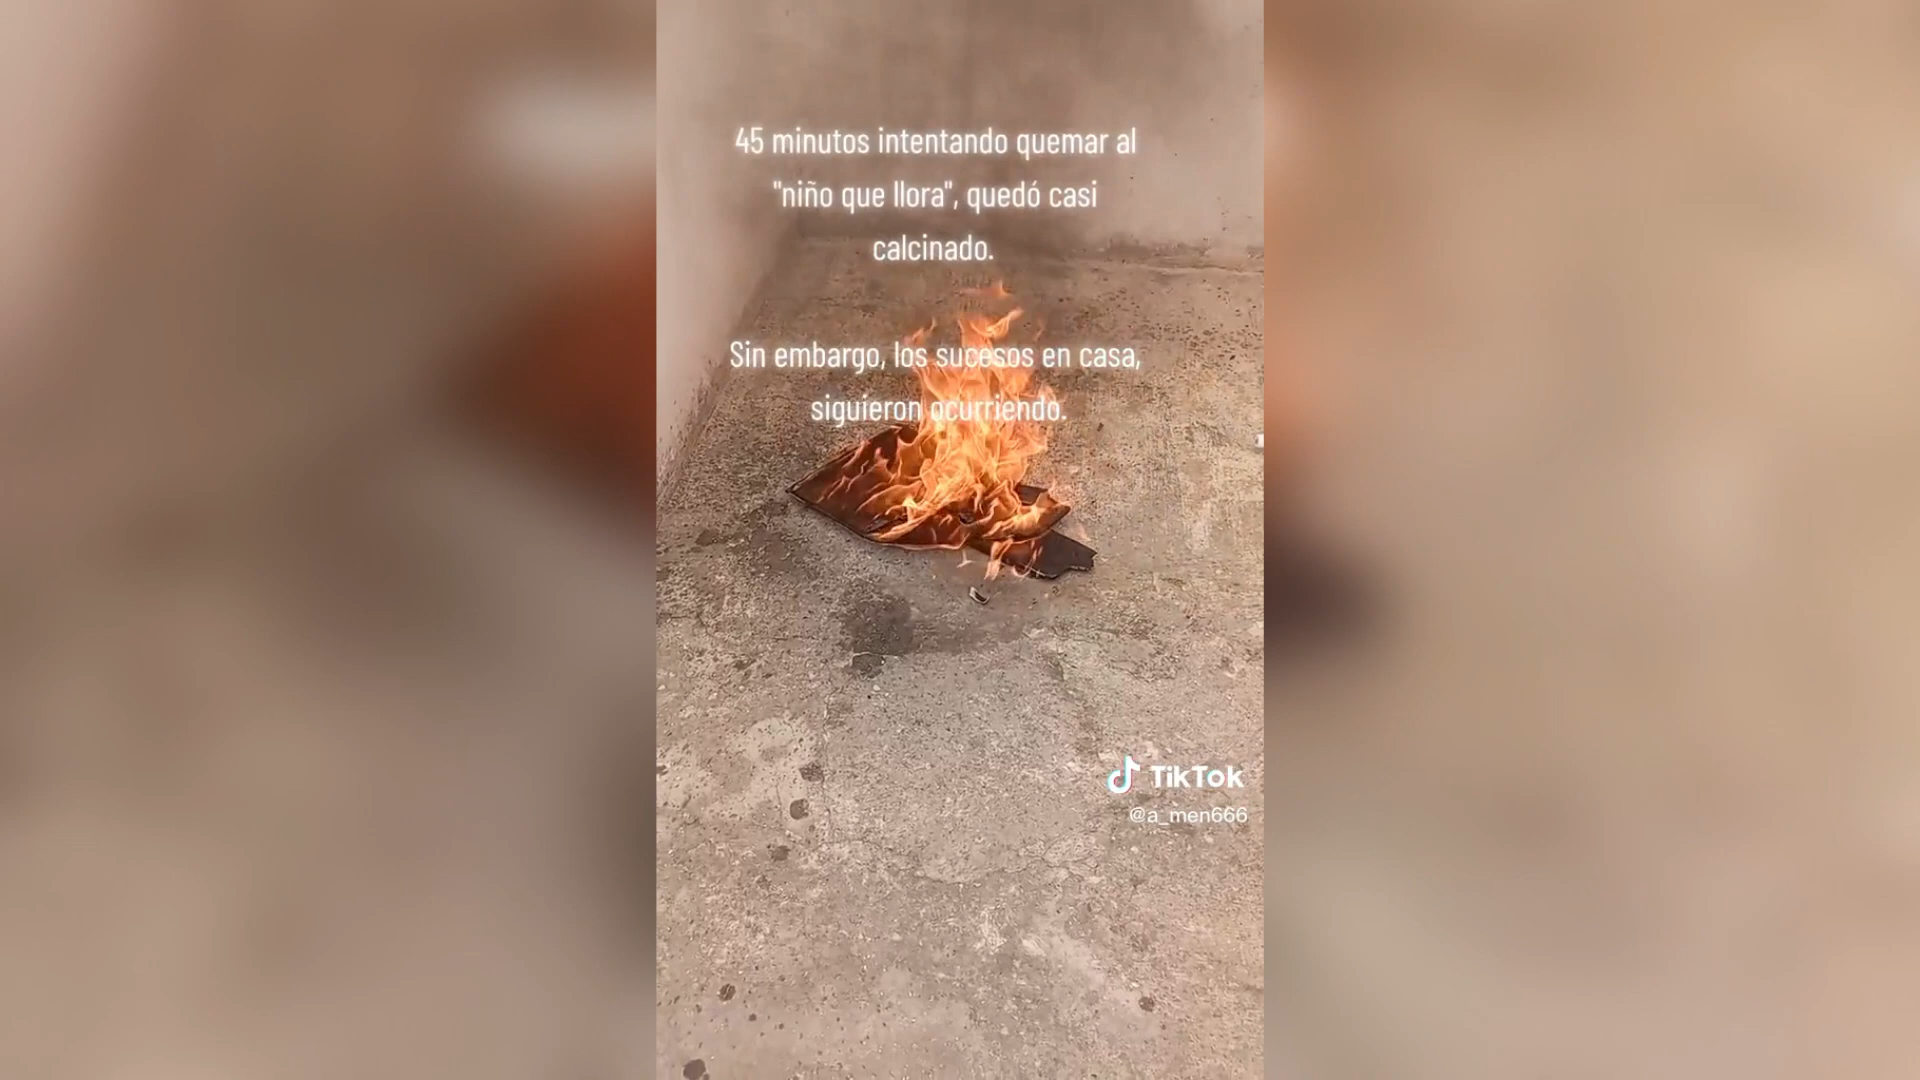 45 minutos intentando quemar al
"niño que llora", quedó casi
calcinado.
Sin embargo, los sucesos en casa,
siguieron ocurriendo.
TikTok
@a_men666